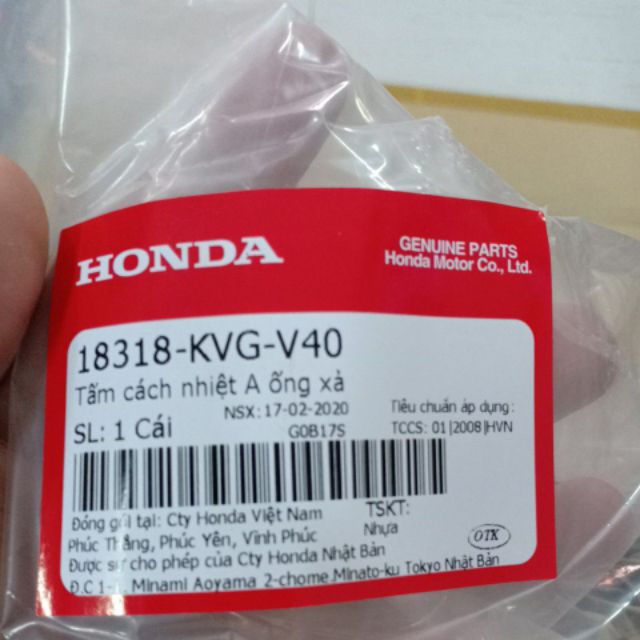 HONDA
GENUINE PARTS
Honda Motor Co., Ltd.
18318-KVG-V40
Tấm cách nhiệt A ống xả
NSX: 17-02-2020
Tiêu chuẩn áp dụng:
SL: 1 Cái
G0B17S
TCCS: 01|2008|HVN
Đóng gói tại: Cty Honda Việt Nam
TSKT:
Phúc Thắng, Phúc Yên, Vĩnh Phúc
Nhựa
Được sự cho phép của Cty Honda Nhật Bản
OTK
Đ.C 1-1, Minami Aoyama 2-chome Minato-ku Tokyo Nhật Bản